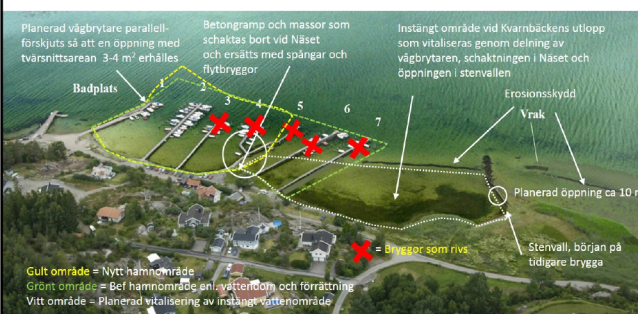 Planerad vågbrytare parallell-
förskjuts så att en öppning med
tvärsnittsarean 3-4 m² erhålles
Badplats
Betongramp och massor som
schaktas bort vid Näset
och ersätts med spångar och
flytbryggor
Instängt område vid Kvarnbäckens utlopp
som vitaliseras genom delning av
vågbrytaren, schaktningen i Näset och
öppningen i stenvallen
Erosionsskydd
Vrak
1
2
3
4
5
6
7
Planerad öppning ca 10 m
Stenvall, början på
tidigare brygga
= Bryggor som rivs
Gult område = Nytt hamnområde
Grönt område = Bef hamnområde enl. vattendom och förrättning
Vitt område = Planerad vitalisering av instängt vattenområde